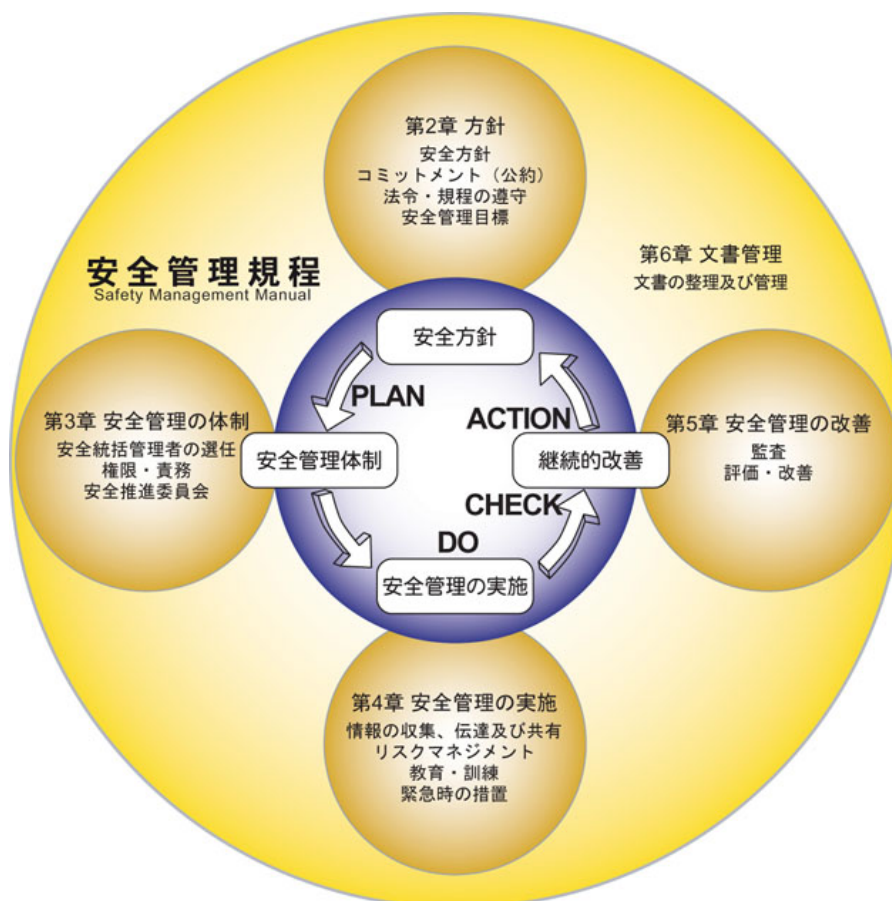 第2章 方針
安全方針
コミットメント（公約）
法令・規程の遵守
安全管理目標
安全管理規程
Safety Management Manual
第6章 文書管理
文書の整理及び管理
安全方針
PLAN
ACTION
第3章 安全管理の体制
安全統括管理者の選任
権限・責務
安全推進委員会
安全管理体制
継続的改善
第5章 安全管理の改善
監査
評価・改善
CHECK
DO
安全管理の実施
第4章 安全管理の実施
情報の収集、伝達及び共有
リスクマネジメント
教育・訓練
緊急時の措置